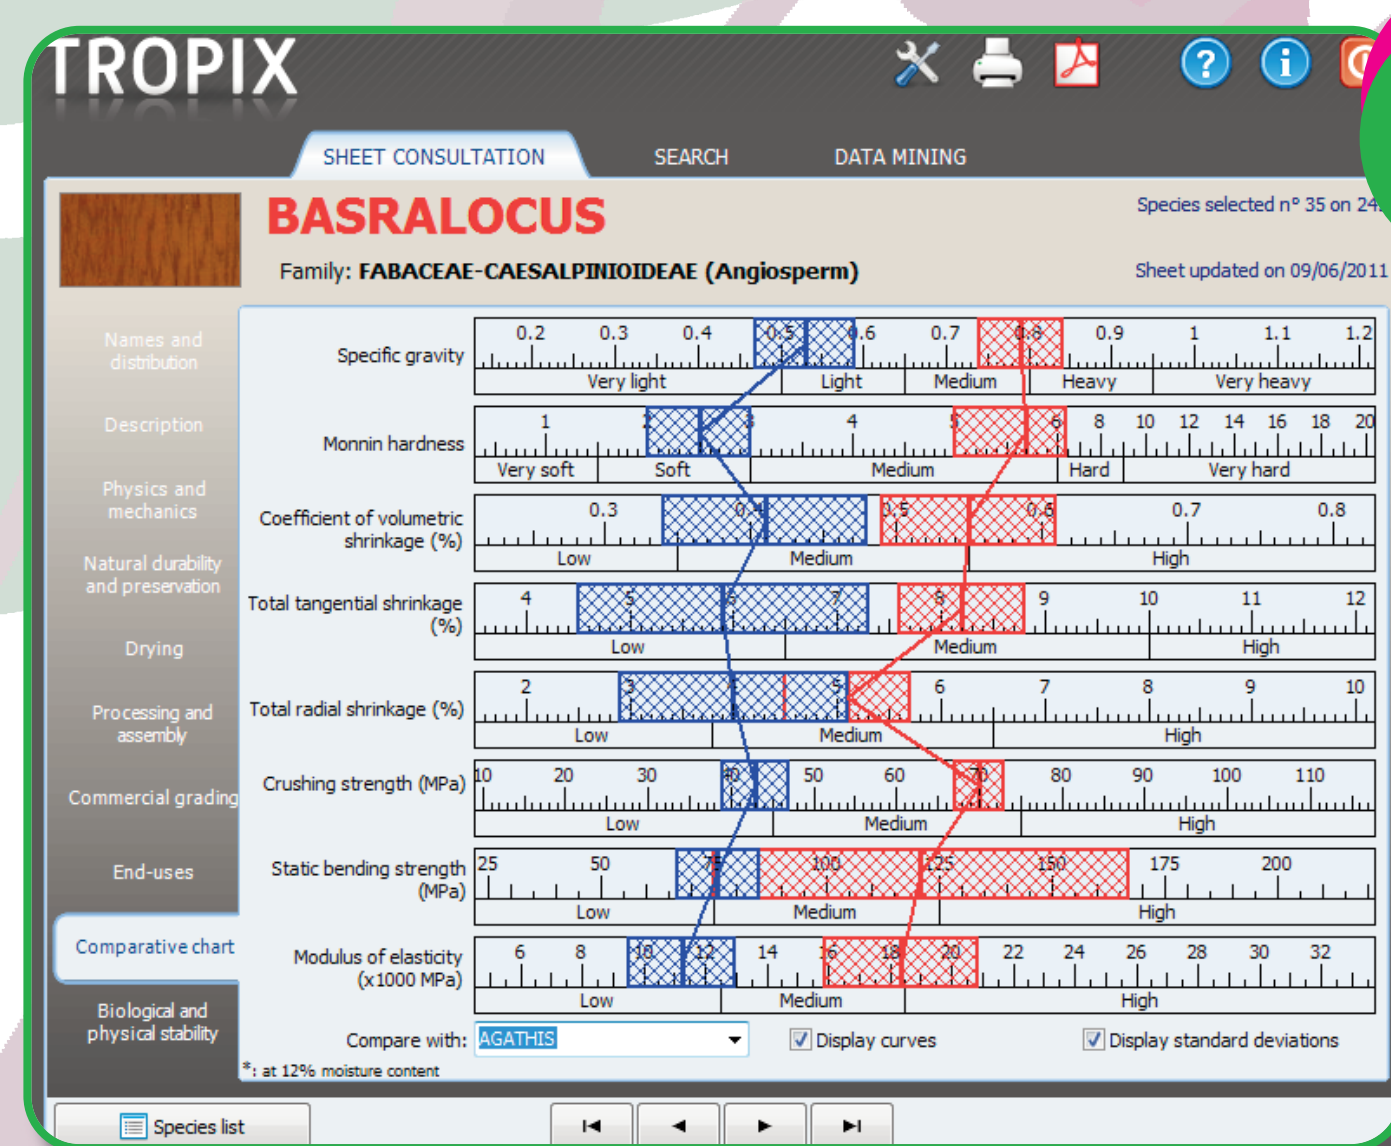 TROPIX
SHEET CONSULTATION SEARCH DATA MINING
BASRALOCUS
Species selected n° 35 on
Family: FABACEAE-CAESALPINIOIDEAE (Angiosperm)
Sheet updated on 09/06/2011
Names and
distribution
Description
Physics and
mechanics
Natural durability
and preservation
Drying
Processing and
assembly
Commercial grading
End-uses
Comparative chart
Biological and
physical stability
Specific gravity
0.2 0.3 0.4 0.5 0.6 0.7 0.8 0.9 1 1.1 1.2
Very light Light Medium Heavy Very heavy
Monnin hardness
1 2 3 4 5 6 8 10 12 14 16 18 20
Very soft Soft Medium Hard Very hard
Coefficient of volumetric
shrinkage (%)
0.3 0.4 0.5 0.6 0.7 0.8
Low Medium High
Total tangential shrinkage
(%)
4 5 6 7 8 9 10 11 12
Low Medium High
Total radial shrinkage (%)
2 3 4 5 6 7 8 9 10
Low Medium High
Crushing strength (MPa)
10 20 30 40 50 60 70 80 90 100 110
Low Medium High
Static bending strength
(MPa)
25 50 75 100 125 150 175 200
Low Medium High
Modulus of elasticity
(x1000 MPa)
6 8 10 12 14 16 18 20 22 24 26 28 30 32
Low Medium High
Compare with: AGATHIS Display curves Display standard deviations
*: at 12% moisture content
Species list